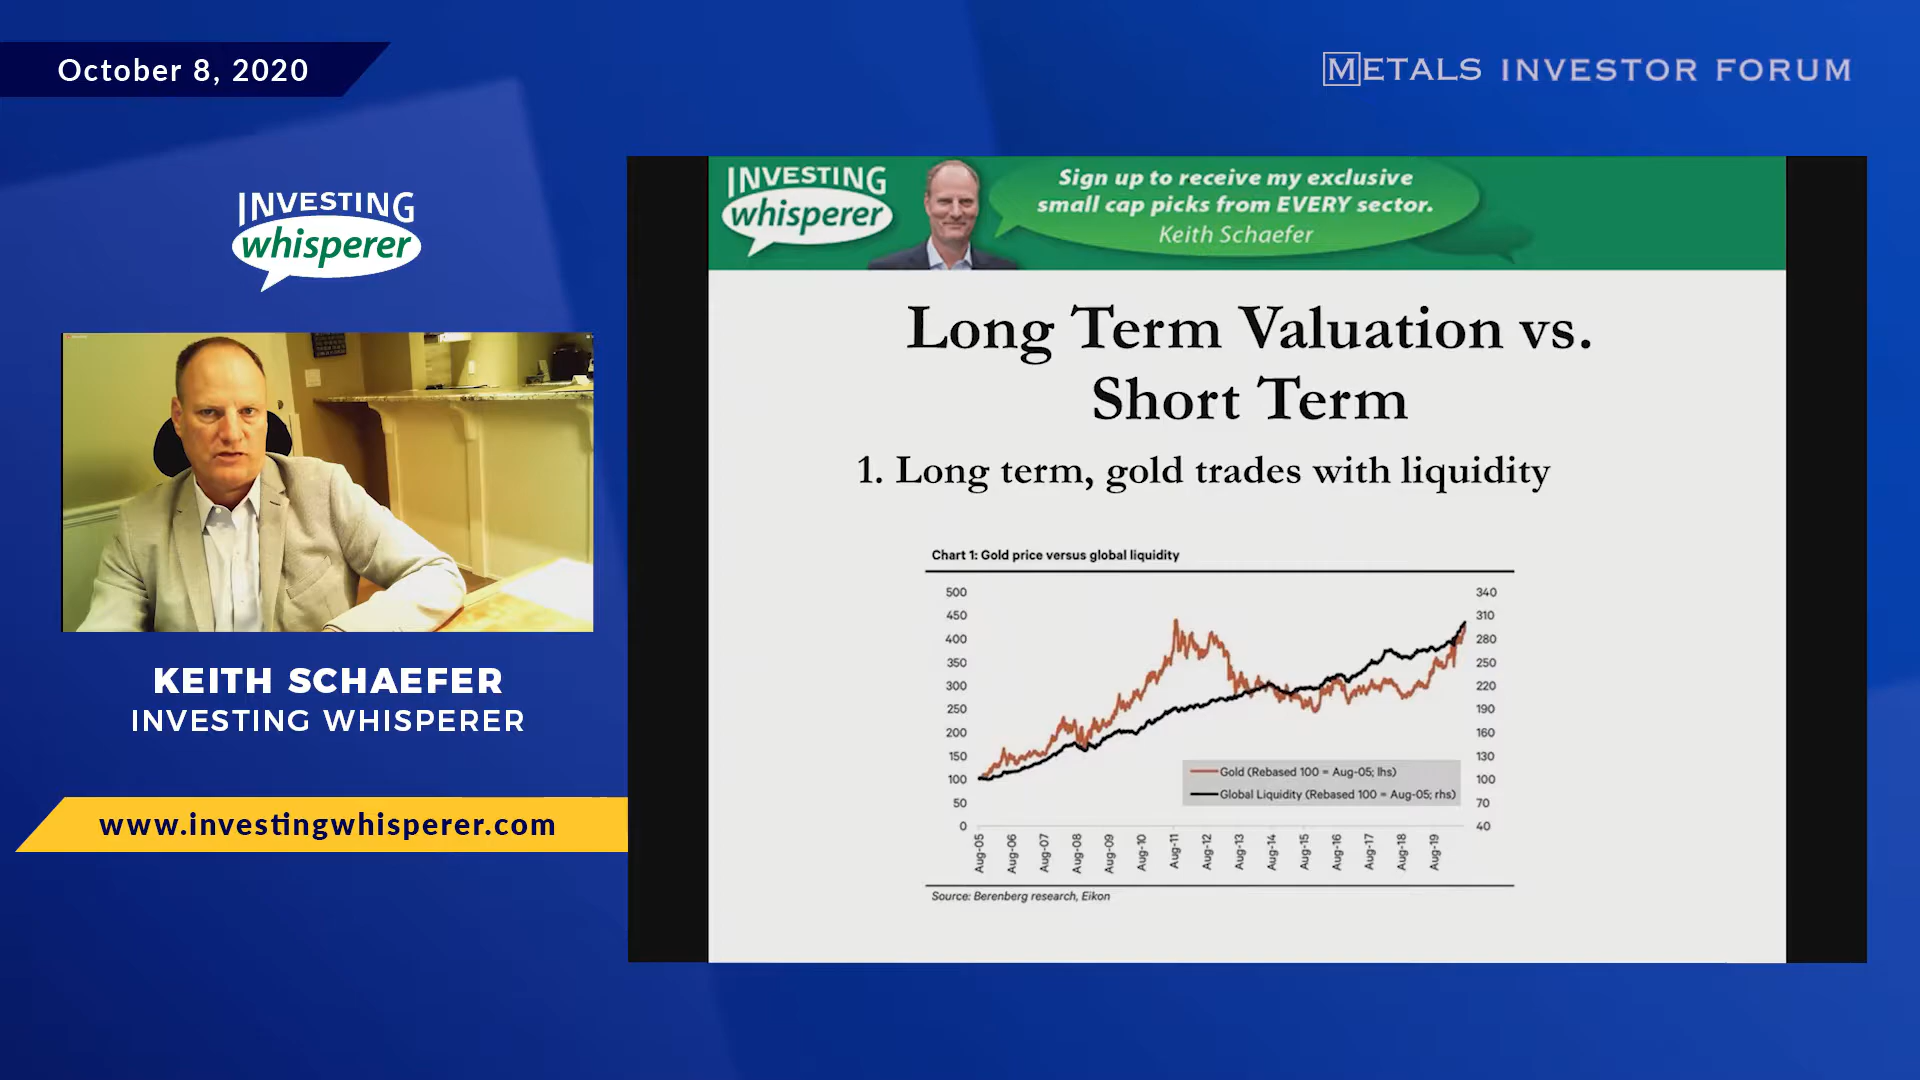 October 8, 2020
METALS INVESTOR FORUM
INVESTING
whisperer
KEITH SCHAEFER
INVESTING WHISPERER
www.investingwhisperer.com
INVESTING
whisperer
Sign up to receive my exclusive
small cap picks from EVERY sector.
Keith Schaefer
Long Term Valuation vs.
Short Term
1. Long term, gold trades with liquidity
Chart 1: Gold price versus global liquidity
500 340
450 310
400 280
350 250
300 220
250 190
200 160
150 130
100 100
50 70
0 40
Gold (Rebased 100 = Aug-05; lhs)
Global Liquidity (Rebased 100 = Aug-05; rhs)
Aug-05 Aug-06 Aug-07 Aug-08 Aug-09 Aug-10 Aug-11 Aug-12 Aug-13 Aug-14 Aug-15 Aug-16 Aug-17 Aug-18 Aug-19
Source: Berenberg research, Eikon